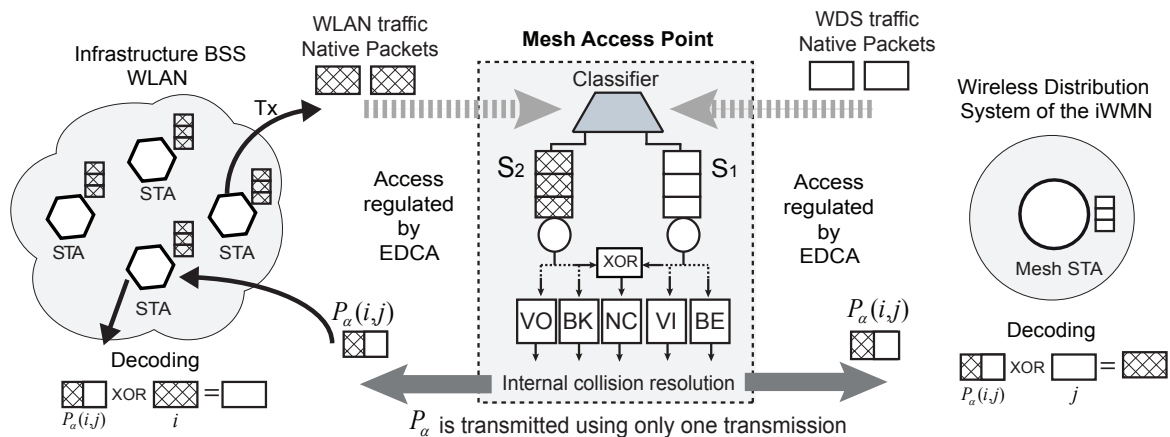 Infrastructure BSS
WLAN
Tx
STA
STA
STA
STA
WLAN traffic
Native Packets
Access
regulated
by
EDCA
Pα(i,j)
Decoding
XOR
=
Pα(i,j)
i
Mesh Access Point
Classifier
S2
S1
XOR
VO
BK
NC
VI
BE
Internal collision resolution
Pα is transmitted using only one transmission
WDS traffic
Native Packets
Access
regulated
by
EDCA
Pα(i,j)
Wireless Distribution
System of the iWMN
Mesh STA
Decoding
XOR
=
Pα(i,j)
j